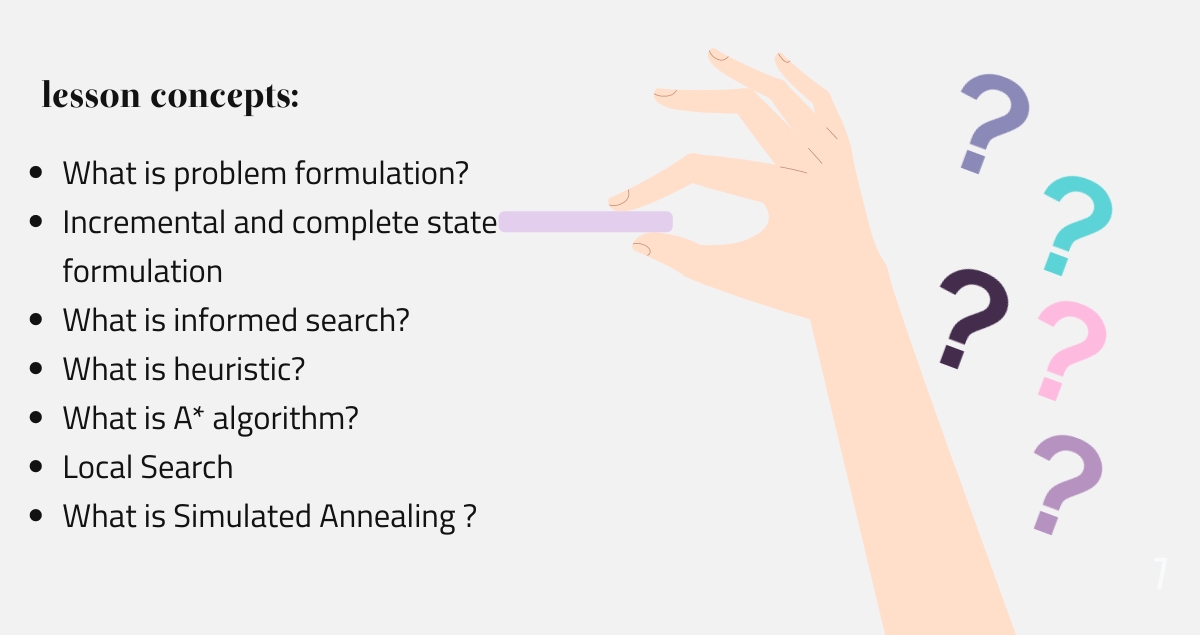 lesson concepts:
• What is problem formulation?
• Incremental and complete state
formulation
• What is informed search?
• What is heuristic?
• What is A* algorithm?
• Local Search
• What is Simulated Annealing ?
? ? ? ? ?
7